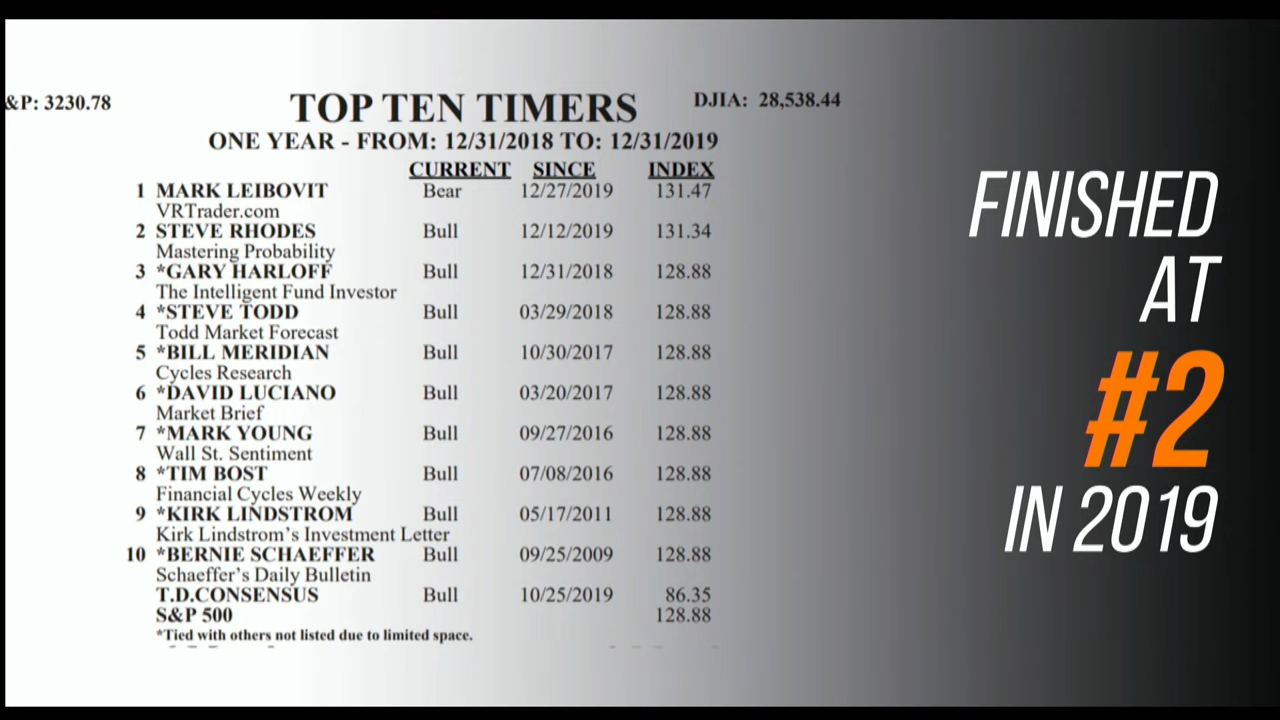 &P: 3230.78
TOP TEN TIMERS
DJIA: 28,538.44
ONE YEAR - FROM: 12/31/2018 TO: 12/31/2019
CURRENT SINCE INDEX
1 MARK LEIBOVIT Bear 12/27/2019 131.47
VRTrader.com
2 STEVE RHODES Bull 12/12/2019 131.34
Mastering Probability
3 *GARY HARLOFF Bull 12/31/2018 128.88
The Intelligent Fund Investor
4 *STEVE TODD Bull 03/29/2018 128.88
Todd Market Forecast
5 *BILL MERIDIAN Bull 10/30/2017 128.88
Cycles Research
6 *DAVID LUCIANO Bull 03/20/2017 128.88
Market Brief
7 *MARK YOUNG Bull 09/27/2016 128.88
Wall St. Sentiment
8 *TIM BOST Bull 07/08/2016 128.88
Financial Cycles Weekly
9 *KIRK LINDSTROM Bull 05/17/2011 128.88
Kirk Lindstrom's Investment Letter
10 *BERNIE SCHAEFFER Bull 09/25/2009 128.88
Schaeffer's Daily Bulletin
T.D.CONSENSUS Bull 10/25/2019 86.35
S&P 500 128.88
*Tied with others not listed due to limited space.
FINISHED
AT
#2
IN 2019